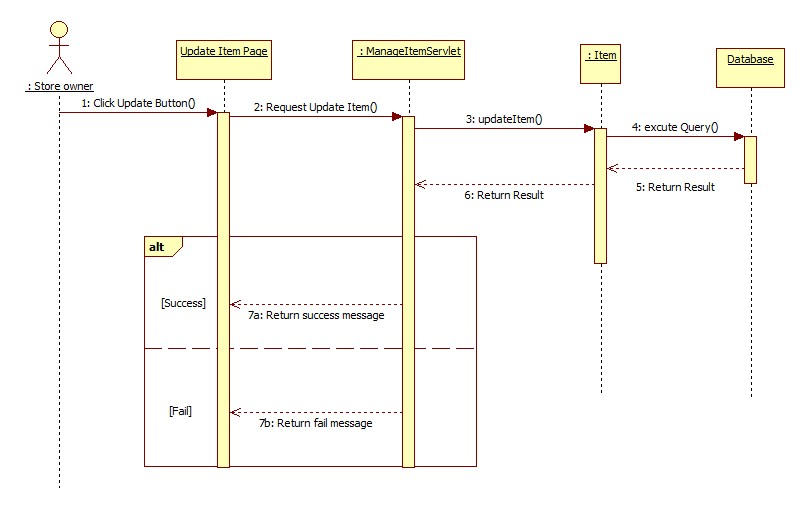 Update Item Page
: ManageItemServlet
: Item
Database
: Store owner
1: Click Update Button()
2: Request Update Item()
3: updateItem()
4: excute Query()
5: Return Result
6: Return Result
alt
[Success]
7a: Return success message
[Fail]
7b: Return fail message